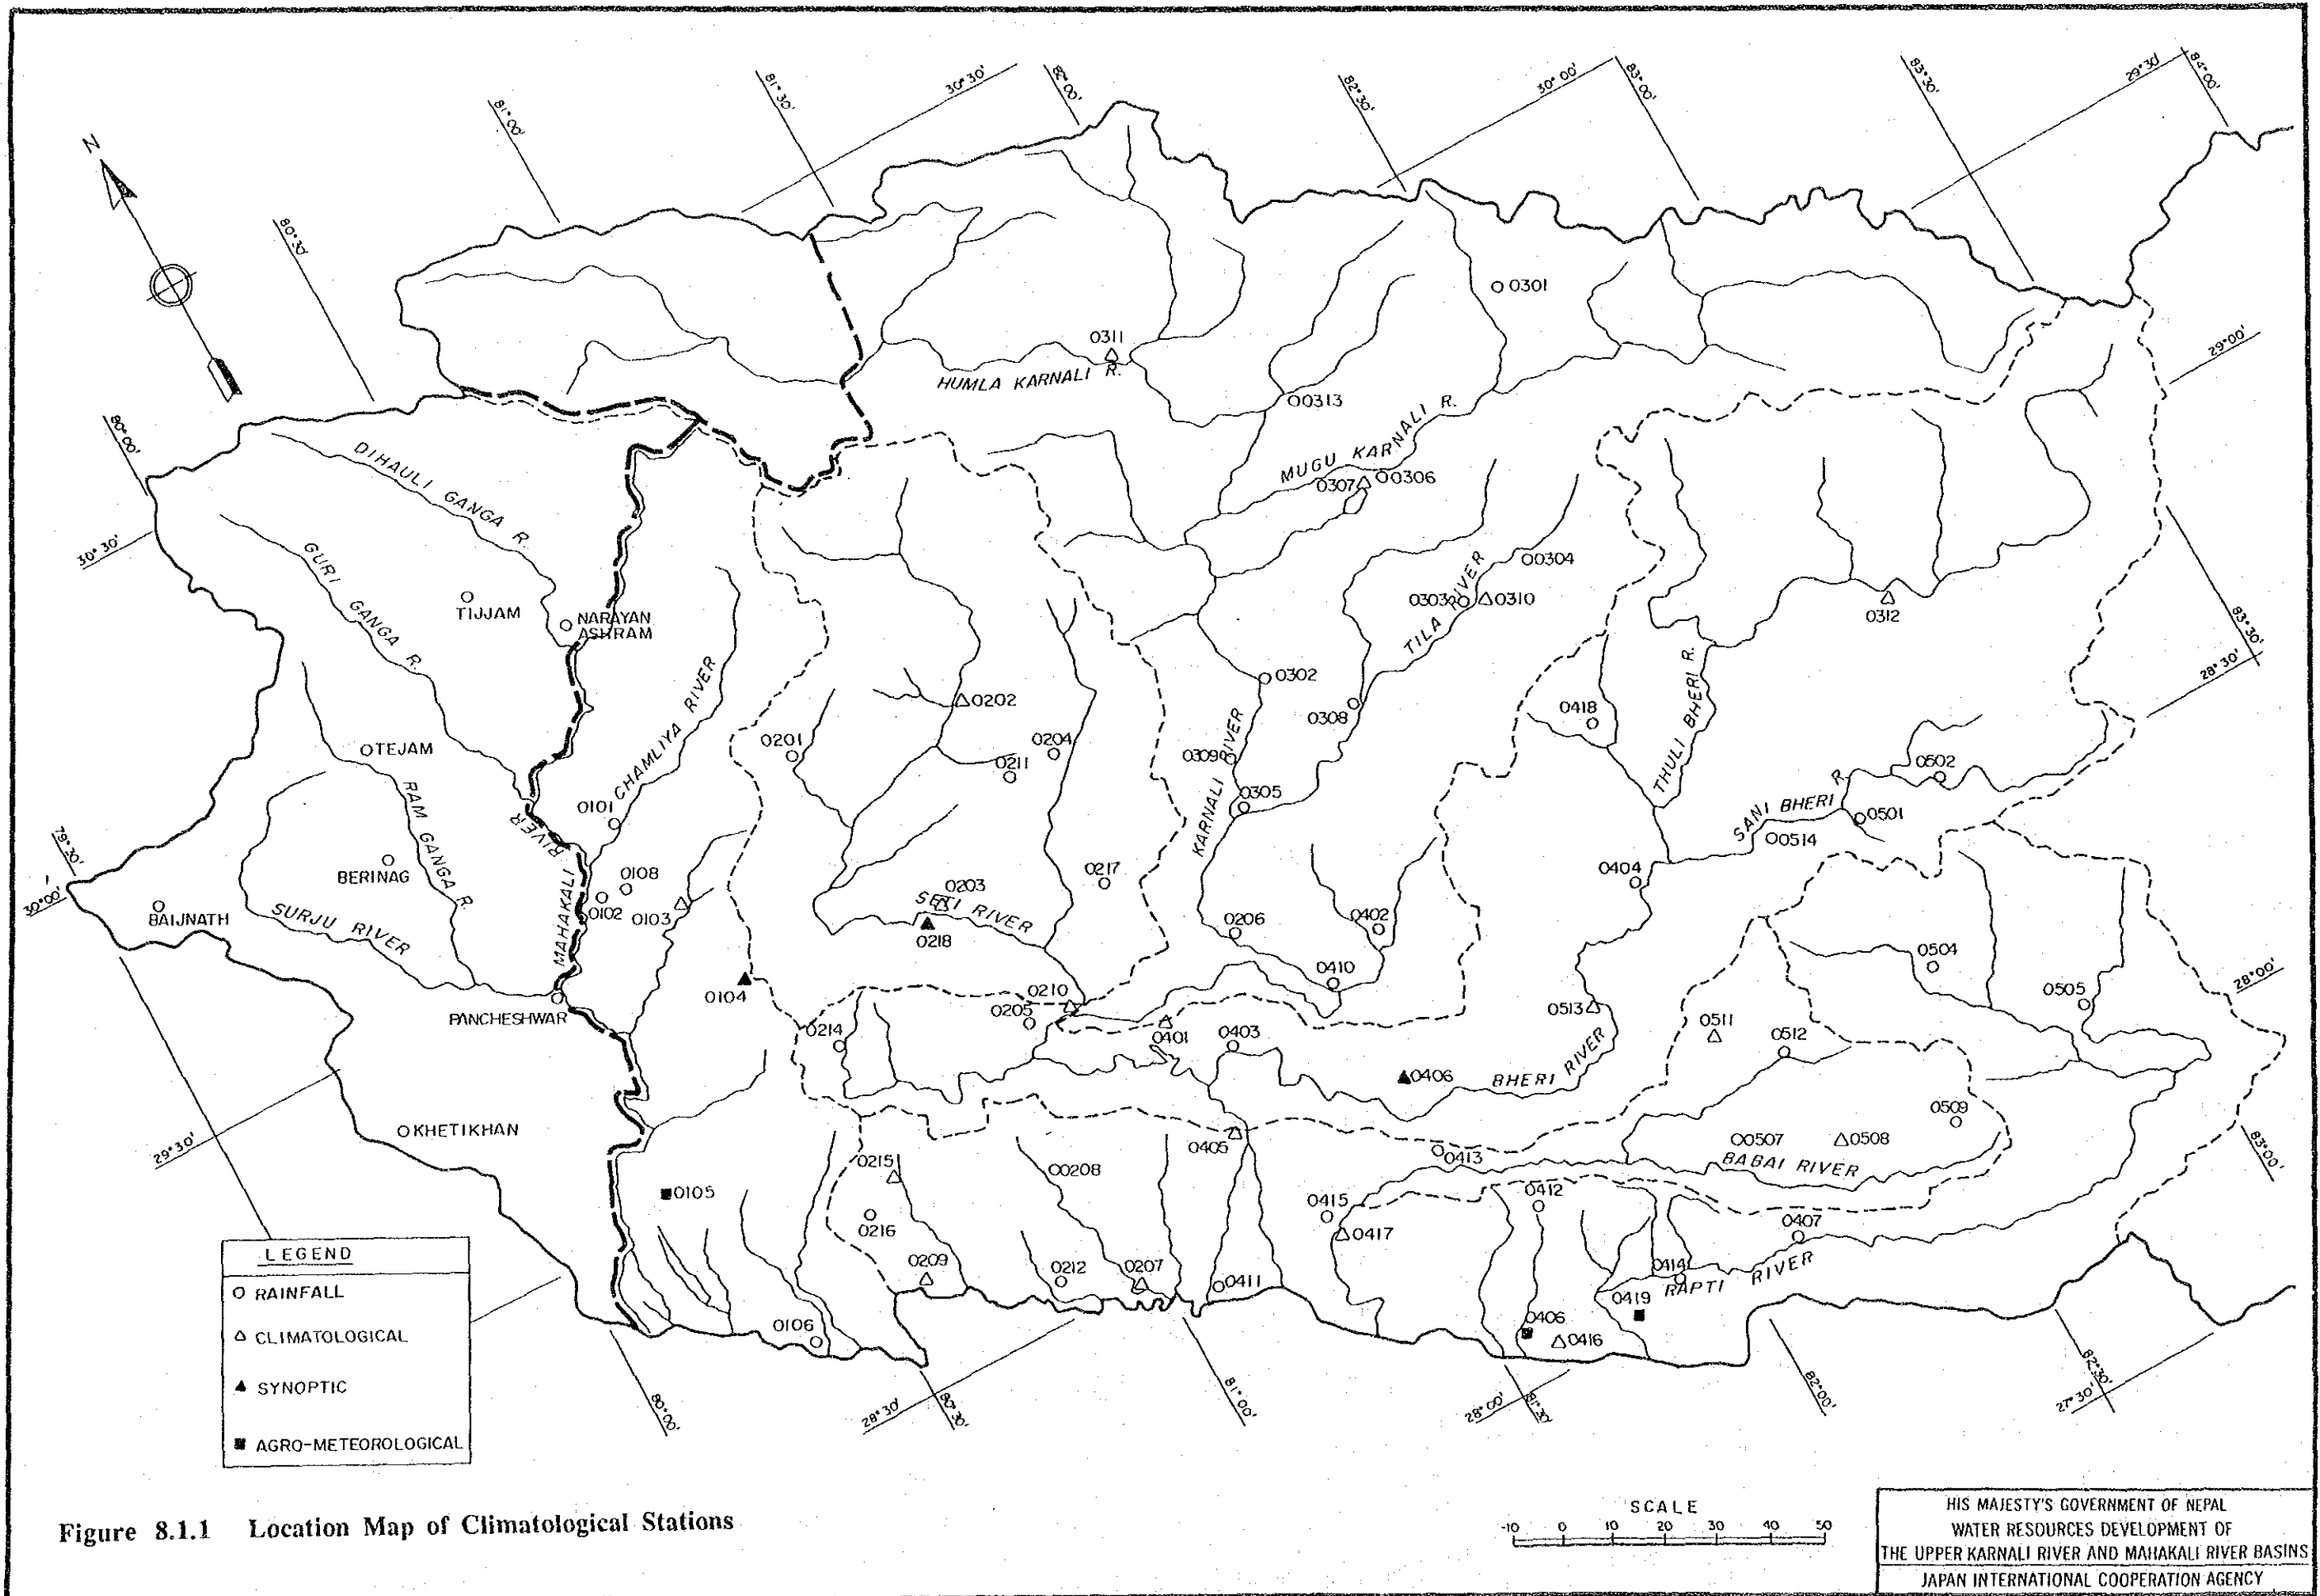 81° 00'
81° 30'
30° 30'
82° 00'
82° 30'
30° 00'
83° 00'
83° 30'
29° 30'
84° 00'
N
80° 30'
80° 00'
30° 30'
0301
0311
HUMLA KARNALI R.
0313
29° 00'
DIHAULI GANGA R.
MUGU KARNALI R.
0307
0306
GURI GANGA R.
TIJJAM
NARAYAN
ASHRAM
0304
0303
0310
TILA RIVER
0312
83° 30'
28° 30'
CHAMLIYA RIVER
0202
0302
0308
0418
THULI BHERI R.
TEJAM
0201
0204
0211
0309
KARNALI RIVER
0305
0502
SANI BHERI R.
0501
0514
RAM GANGA R.
0101
MAHAKALI RIVER
79° 30'
30° 00'
BERINAG
0108
0102
0103
0203
SETI RIVER
0218
0217
0404
BAIJNATH
SURJU RIVER
0206
0402
0504
0410
28° 00'
0104
0210
0205
0505
PANCHESHWAR
0214
0401
0403
0513
0511
0512
0406
BHERI RIVER
0509
KHETIKHAN
29° 30'
0405
0413
0507
0508
BABAI RIVER
83° 00'
0105
0215
0208
0216
0415
0417
0412
0407
0209
0212
0207
0411
0414
RAPTI RIVER
0419
0106
0406
0416
LEGEND
RAINFALL
CLIMATOLOGICAL
SYNOPTIC
AGRO-METEOROLOGICAL
80° 00'
28° 30'
80° 30'
81° 00'
28° 00'
81° 30'
82° 00'
82° 30'
27° 30'
Figure 8.1.1 Location Map of Climatological Stations
SCALE
-10 0 10 20 30 40 50
HIS MAJESTY'S GOVERNMENT OF NEPAL
WATER RESOURCES DEVELOPMENT OF
THE UPPER KARNALI RIVER AND MAHAKALI RIVER BASINS
JAPAN INTERNATIONAL COOPERATION AGENCY